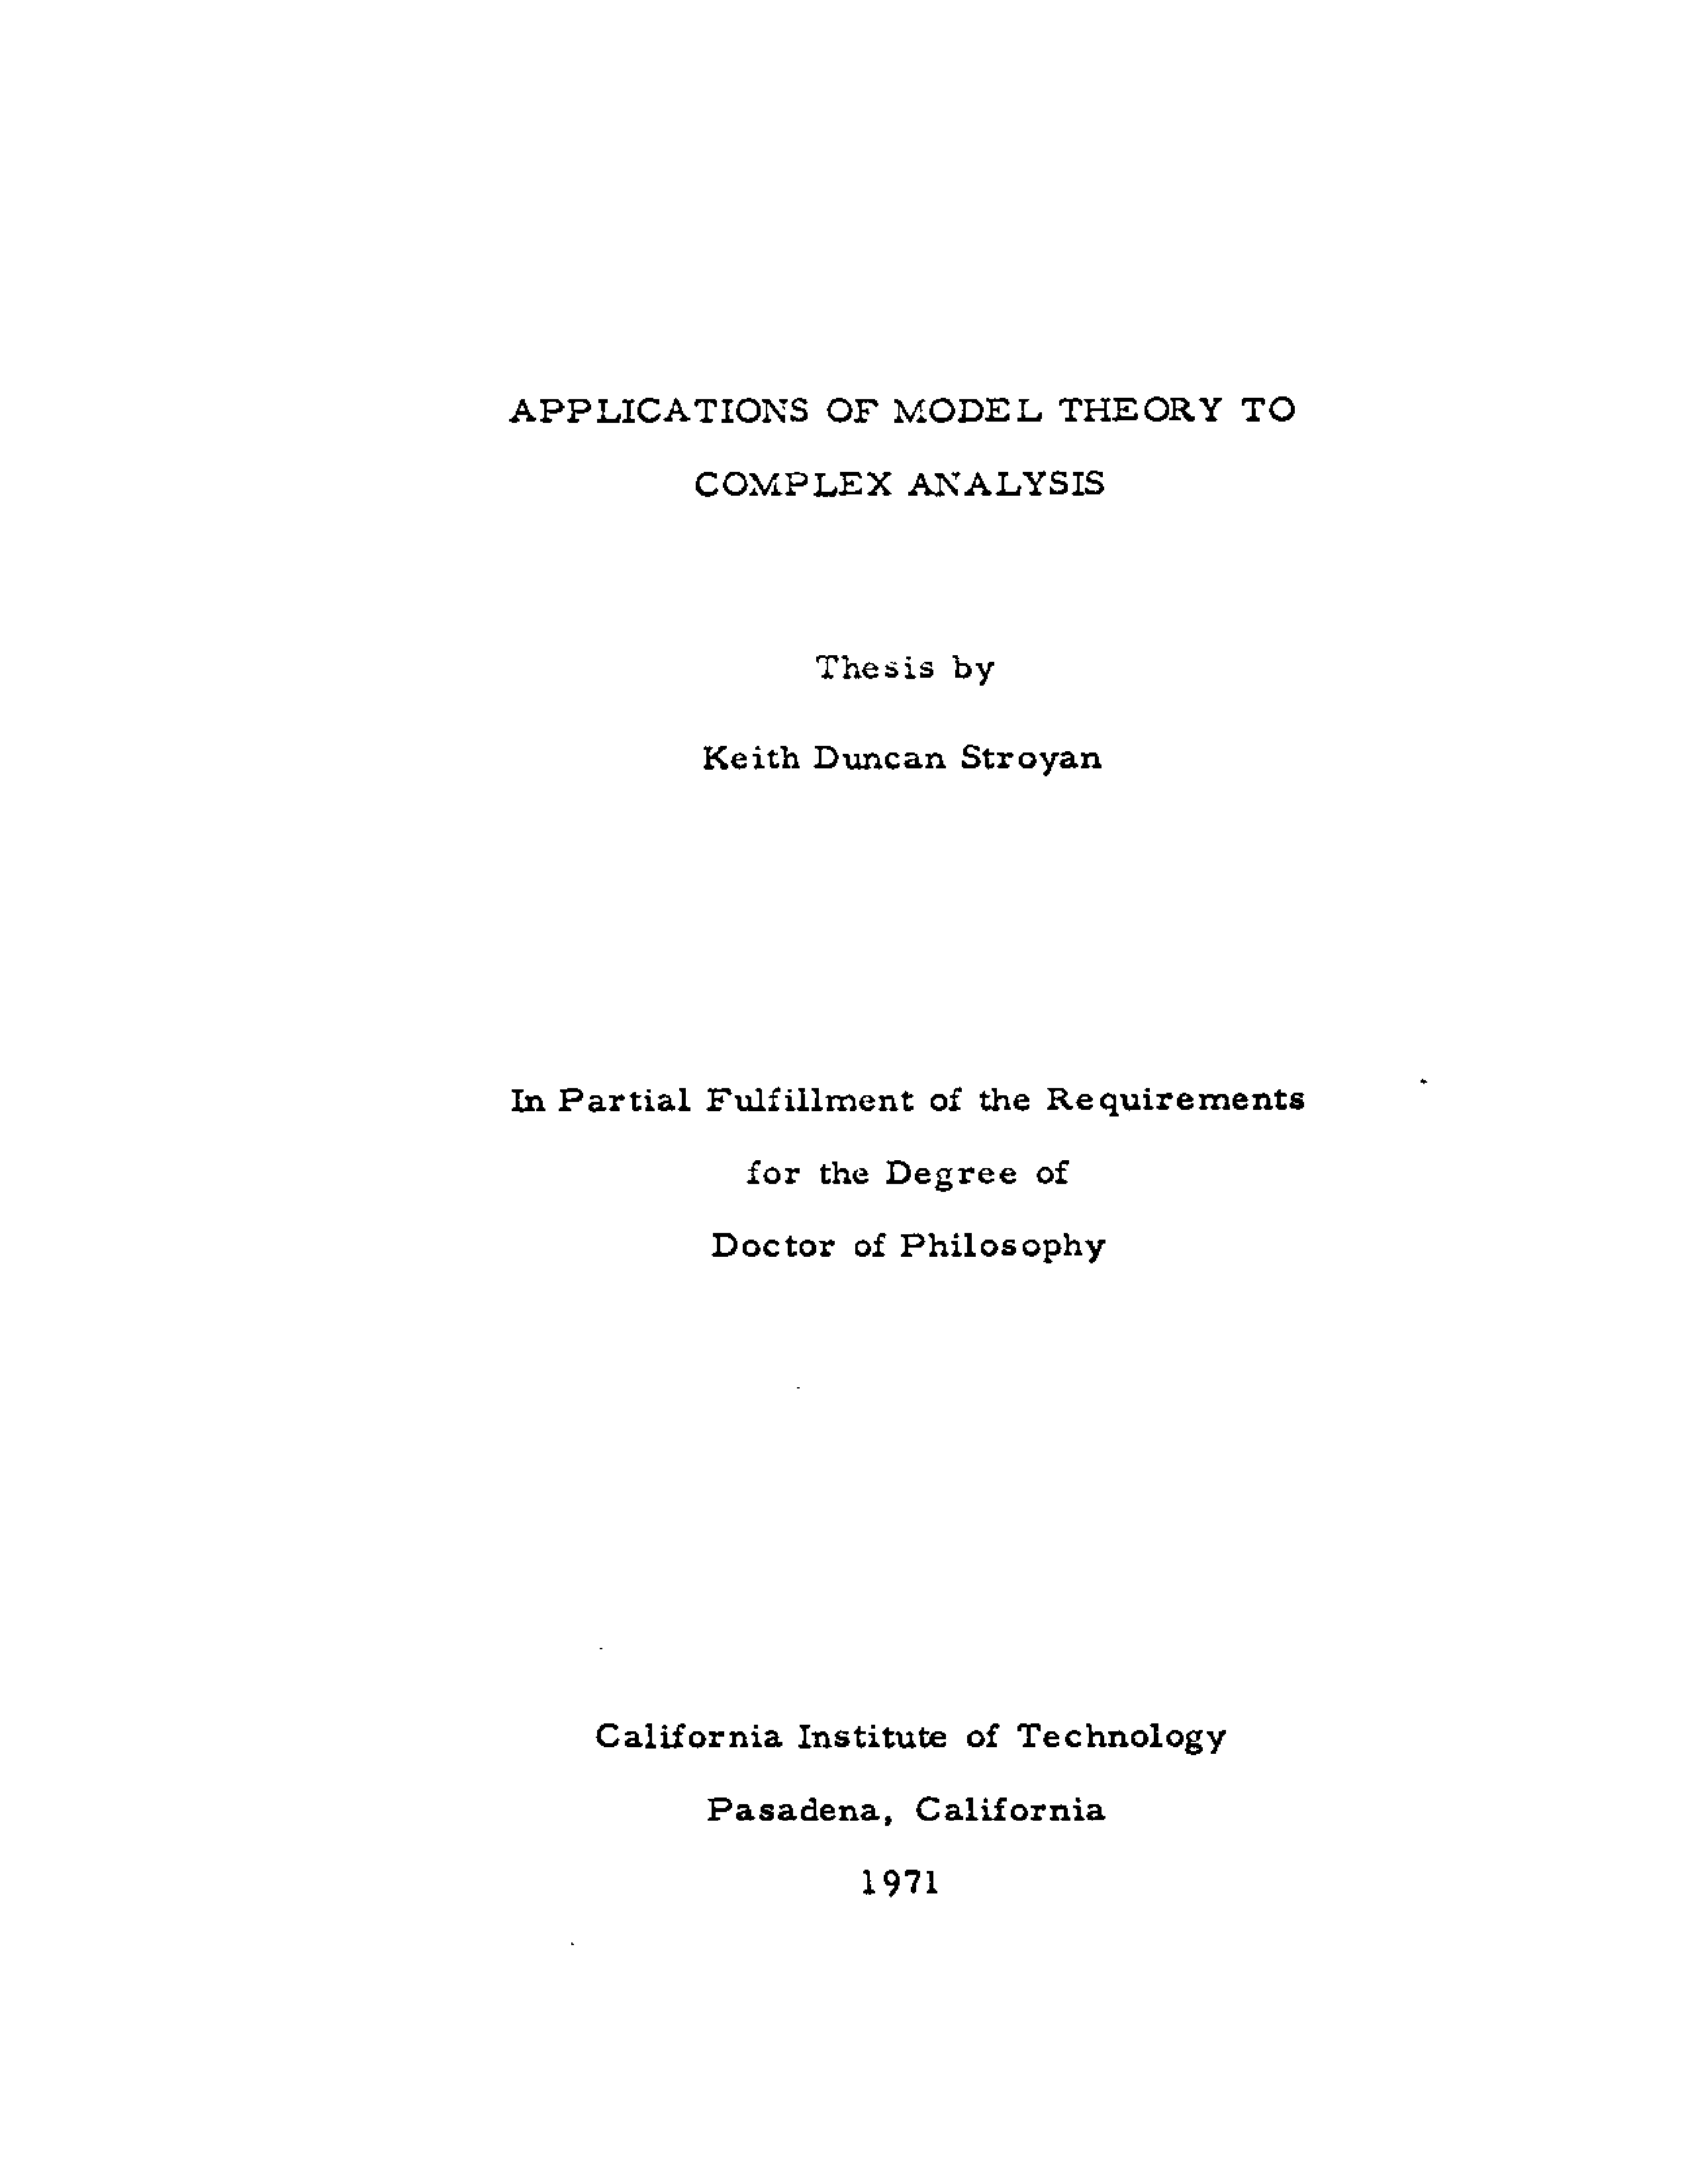 APPLICATIONS OF MODEL THEORY TO
COMPLEX ANALYSIS
Thesis by
Keith Duncan Stroyan
In Partial Fulfillment of the Requirements
for the Degree of
Doctor of Philosophy
California Institute of Technology
Pasadena, California
1971